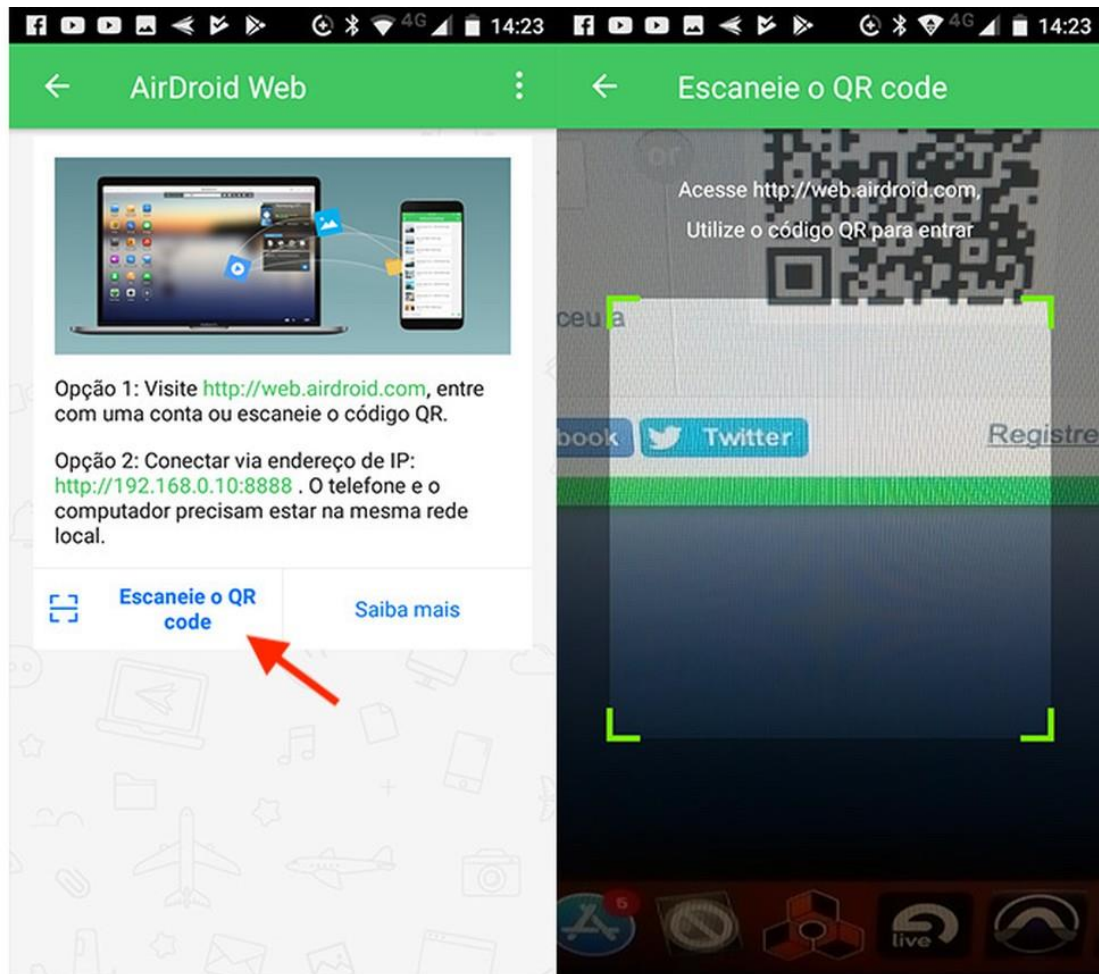 4G 14:23
AirDroid Web
Opção 1: Visite http://web.airdroid.com, entre
com uma conta ou escaneie o código QR.
Opção 2: Conectar via endereço de IP:
http://192.168.0.10:8888 . O telefone e o
computador precisam estar na mesma rede
local.
Escaneie o QR
code
Saiba mais
4G 14:23
Escaneie o QR code
or
Acesse http://web.airdroid.com,
Utilize o código QR para entrar
ceu a
book Twitter Registre
live